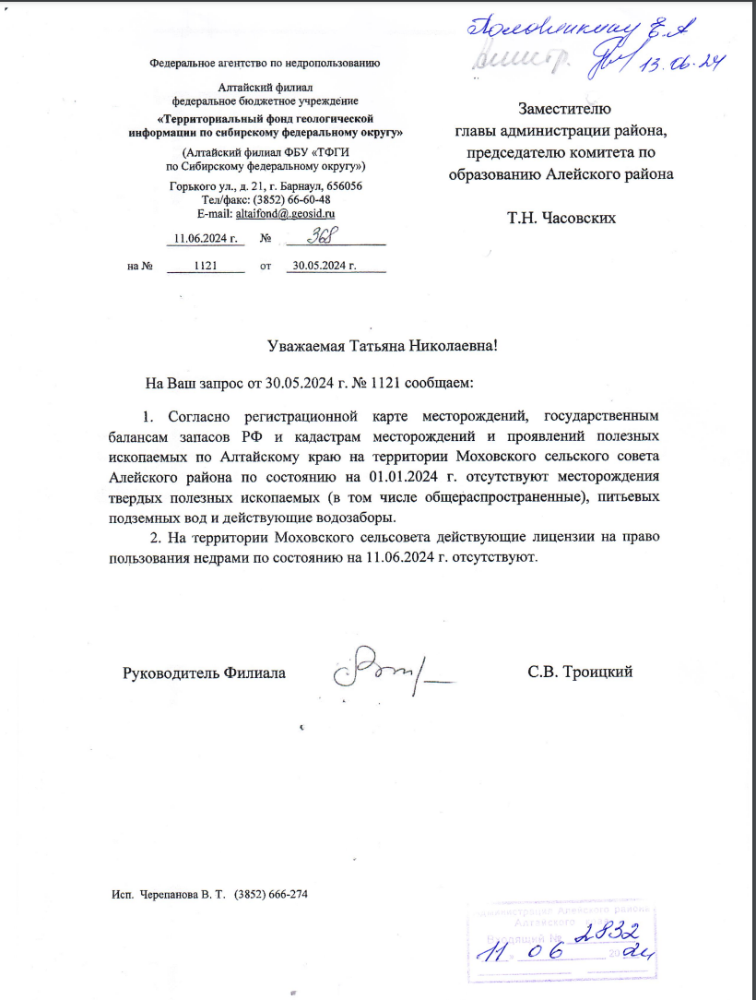 13.06.24
Федеральное агентство по недропользованию
Алтайский филиал
федеральное бюджетное учреждение
«Территориальный фонд геологической
информации по сибирскому федеральному округу»
(Алтайский филиал ФБУ «ТФГИ
по Сибирскому федеральному округу»)
Горького ул., д. 21, г. Барнаул, 656056
Тел/факс: (3852) 66-60-48
E-mail: altaifond@.geosid.ru
11.06.2024 г. № 368
на № 1121 от 30.05.2024 г.
Заместителю
главы администрации района,
председателю комитета по
образованию Алейского района
Т.Н. Часовских
Уважаемая Татьяна Николаевна!
На Ваш запрос от 30.05.2024 г. № 1121 сообщаем:
1. Согласно регистрационной карте месторождений, государственным
балансам запасов РФ и кадастрам месторождений и проявлений полезных
ископаемых по Алтайскому краю на территории Моховского сельского совета
Алейского района по состоянию на 01.01.2024 г. отсутствуют месторождения
твердых полезных ископаемых (в том числе общераспространенные), питьевых
подземных вод и действующие водозаборы.
2. На территории Моховского сельсовета действующие лицензии на право
пользования недрами по состоянию на 11.06.2024 г. отсутствуют.
Руководитель Филиала
С.В. Троицкий
Исп. Черепанова В. Т. (3852) 666-274
Администрация Алейского района
Алтайского края
Входящий № 2832
11 » 06 2024